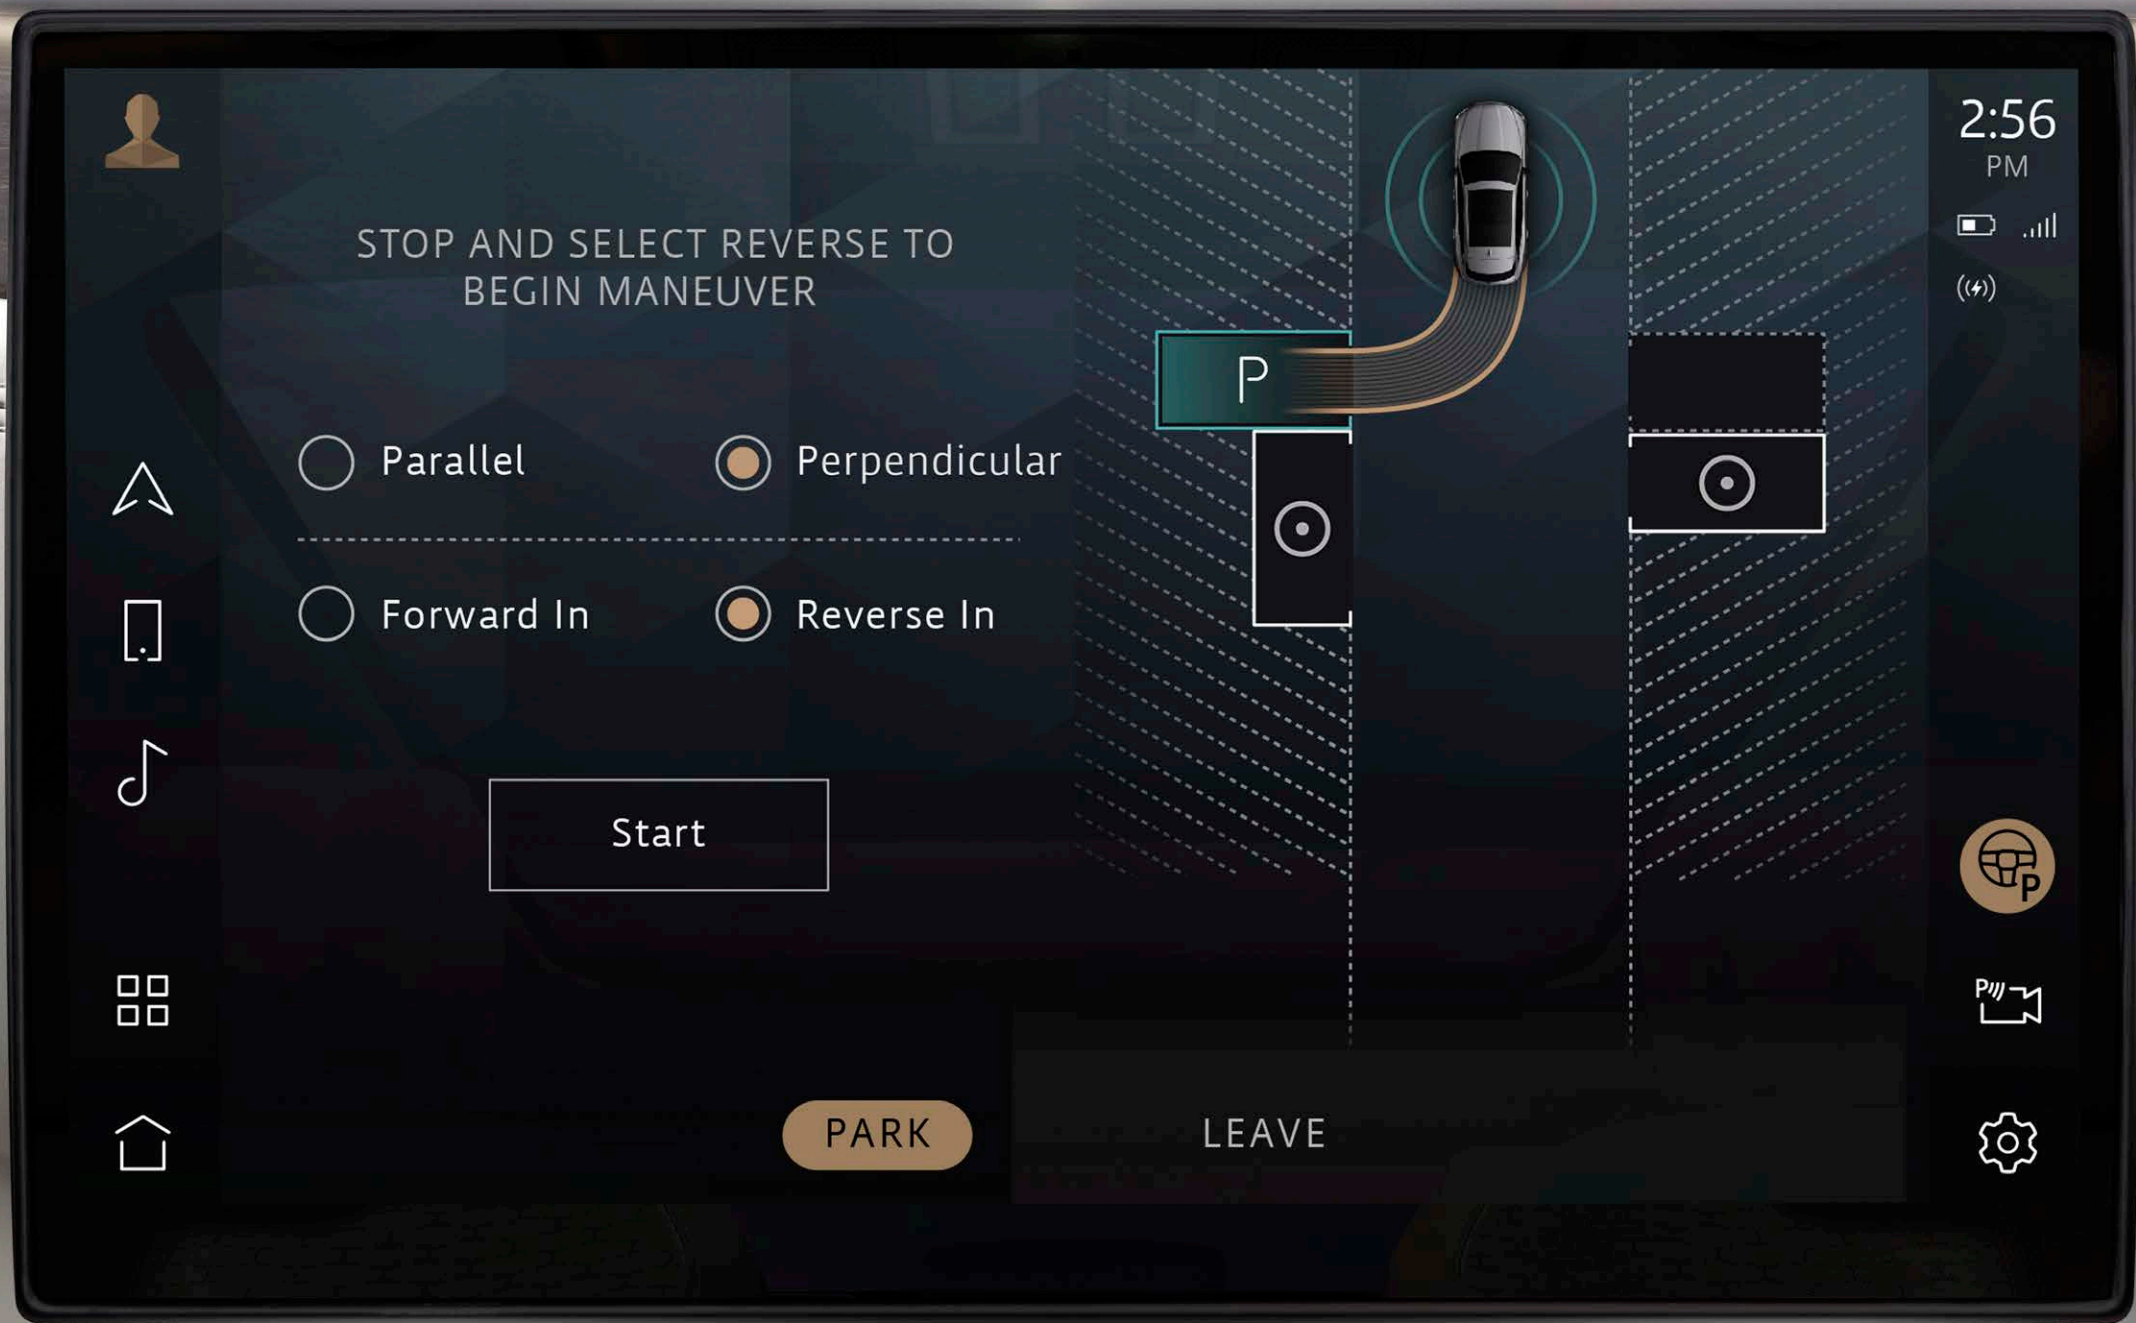 2:56
PM
STOP AND SELECT REVERSE TO
BEGIN MANEUVER
P
Parallel
Perpendicular
Forward In
Reverse In
Start
P
P
PARK
LEAVE